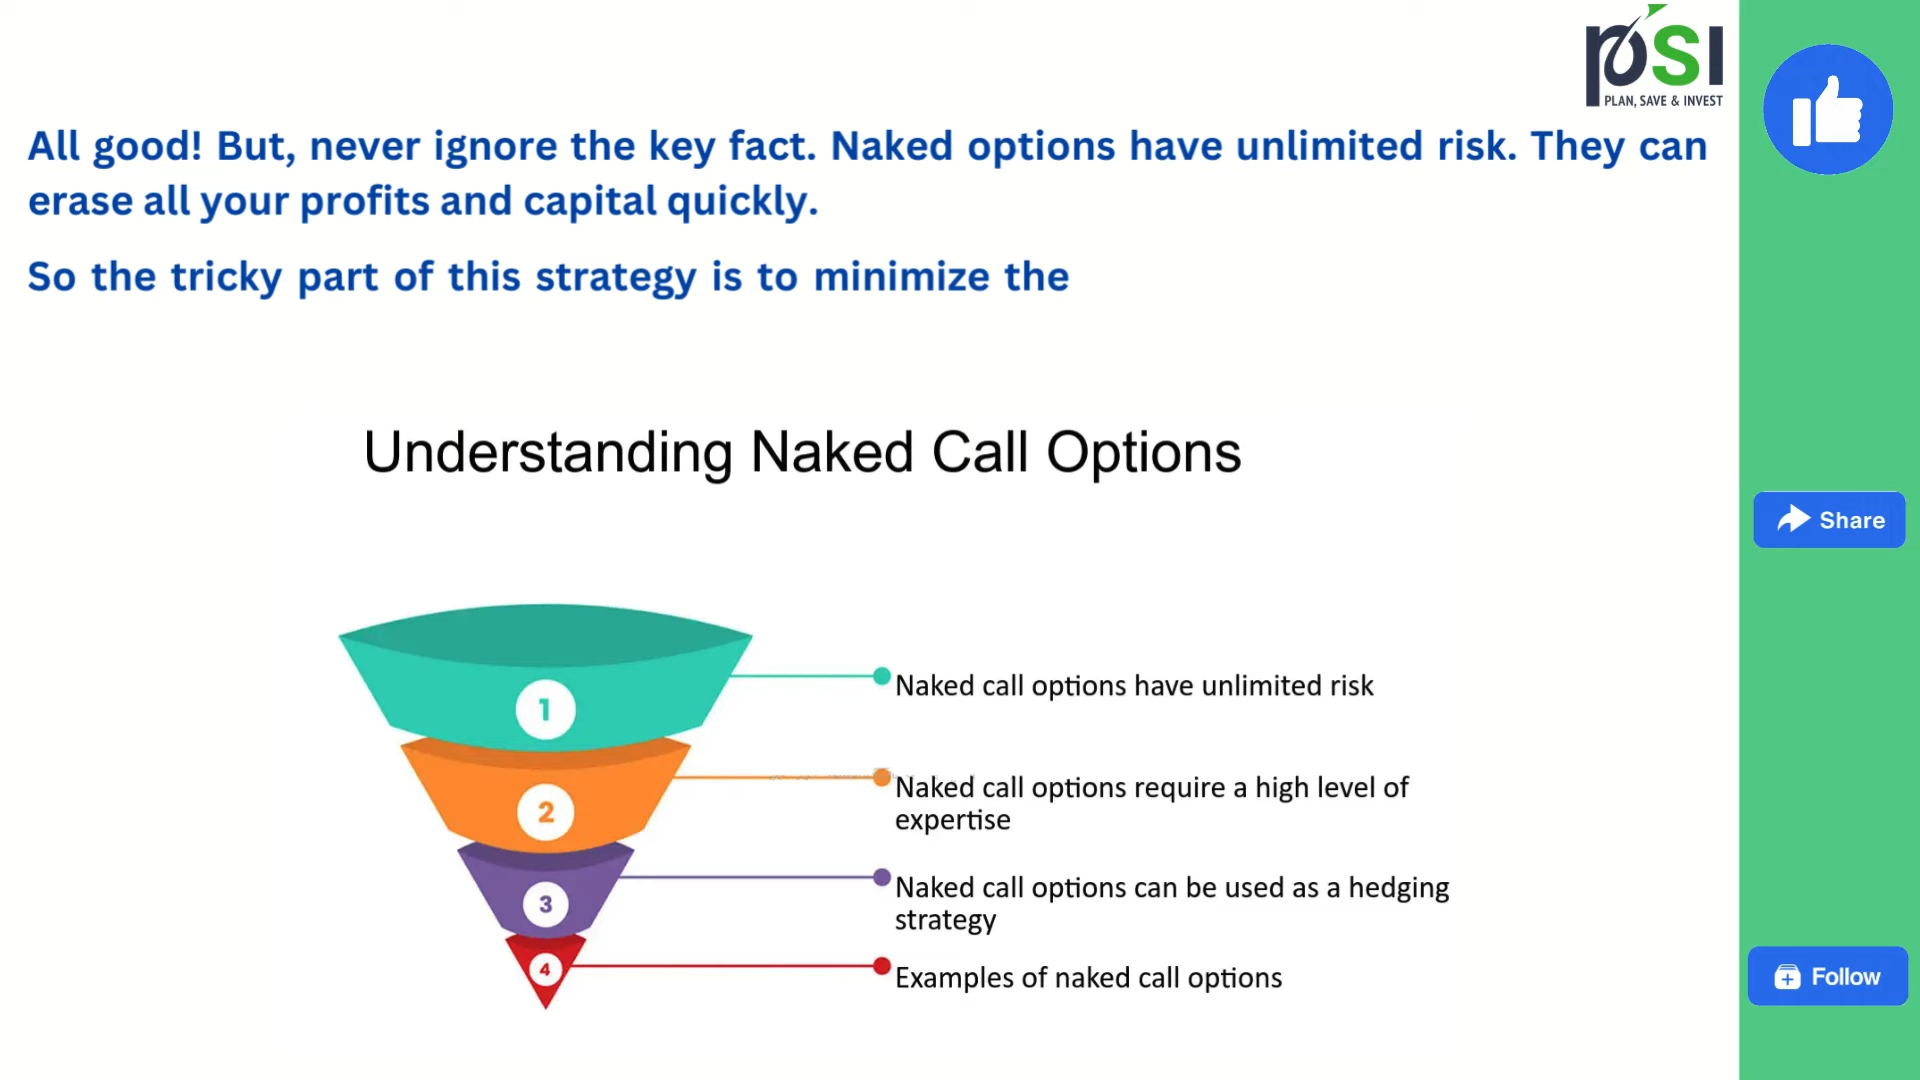 pSI
PLAN, SAVE & INVEST
All good! But, never ignore the key fact. Naked options have unlimited risk. They can
erase all your profits and capital quickly.
So the tricky part of this strategy is to minimize the
Understanding Naked Call Options
1
Naked call options have unlimited risk
2
Naked call options require a high level of
expertise
3
Naked call options can be used as a hedging
strategy
4
Examples of naked call options
Share
Follow